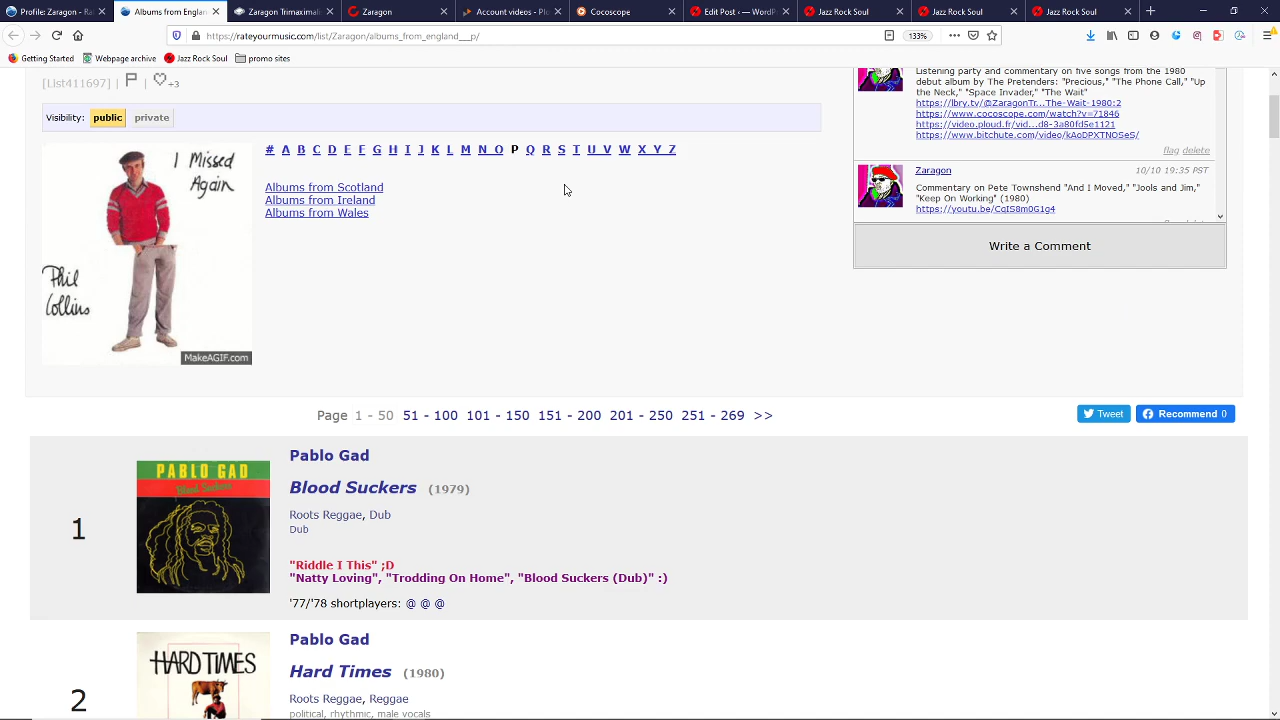 Profile: Zaragon - Ra
Albums from Englan
Zaragon Trimaximalis
Zaragon
Account videos - Plo
Cocoscope
Edit Post ‹ — WordPr
Jazz Rock Soul
Jazz Rock Soul
Jazz Rock Soul
https://rateyourmusic.com/list/Zaragon/albums_from_england__p/
133%
Getting Started
Webpage archive
Jazz Rock Soul
promo sites
[List411697] | | +3
Visibility: public private
# A B C D E F G H I J K L M N O P Q R S T U V W X Y Z
Albums from Scotland
Albums from Ireland
Albums from Wales
I Missed Again
Phil Collins
MakeAGIF.com
Listening party and commentary on five songs from the 1980
debut album by The Pretenders: "Precious," "The Phone Call," "Up
the Neck," "Space Invader," "The Wait"
https://lbry.tv/@ZaragonTr...The-Wait-1980:2
https://www.cocoscope.com/watch?v=71846
https://video.ploud.fr/vid...d8-3a80fd5e1121
https://www.bitchute.com/video/kAoDPXTNOSeS/
flag delete
Zaragon 10/10 19:35 PST
Commentary on Pete Townshend "And I Moved," "Jools and Jim,"
"Keep On Working" (1980)
https://youtu.be/CqIS8m0G1g4
Write a Comment
Page 1 - 50 51 - 100 101 - 150 151 - 200 201 - 250 251 - 269 >>
Tweet
Recommend 0
1
PABLO GAD
Blood Suckers
Pablo Gad
Blood Suckers (1979)
Roots Reggae, Dub
Dub
"Riddle I This" ;D
"Natty Loving", "Trodding On Home", "Blood Suckers (Dub)" :)
'77/'78 shortplayers: @ @ @
2
HARD TIMES
Pablo Gad
Hard Times (1980)
Roots Reggae, Reggae
political, rhythmic, male vocals